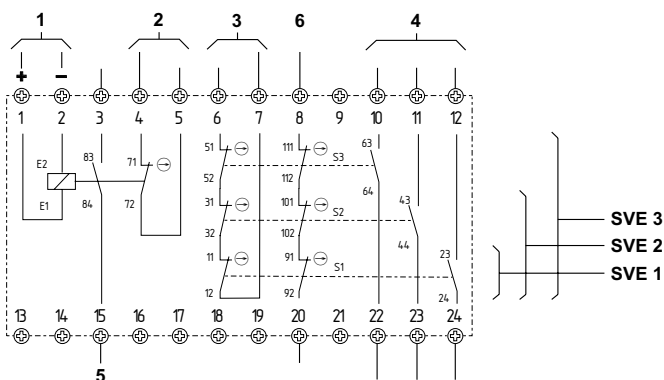 1 2 3 6 4
+ −
1 2 3 4 5 6 7 8 9 10 11 12
83 71 51 111 63
E2 S3
52 112 64
E1 84 72 31 101 43
S2
32 102 44
11 91 23
S1
12 92 24
SVE 3
SVE 2
SVE 1
13 14 15 16 17 18 19 20 21 22 23 24
5